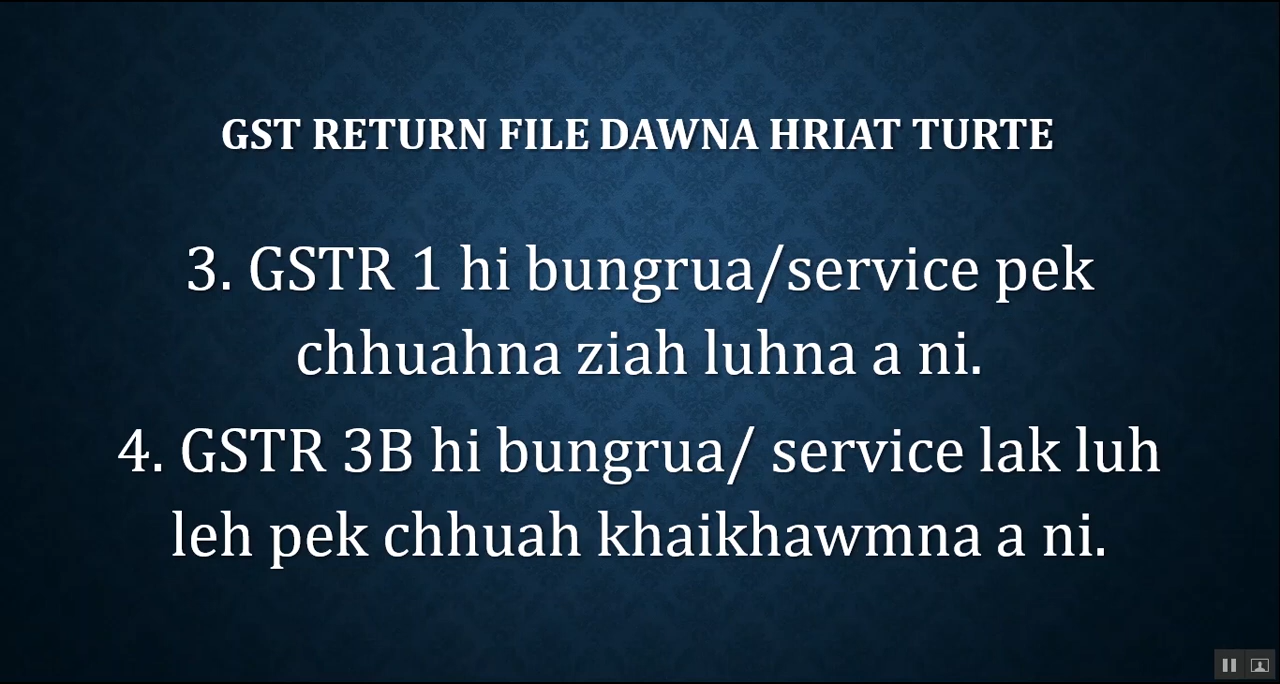 GST RETURN FILE DAWNA HRIAT TURTE
3. GSTR 1 hi bungrua/service pek
chhuahna ziah luhna a ni.
4. GSTR 3B hi bungrua/ service lak luh
leh pek chhuah khaikhawmna a ni.